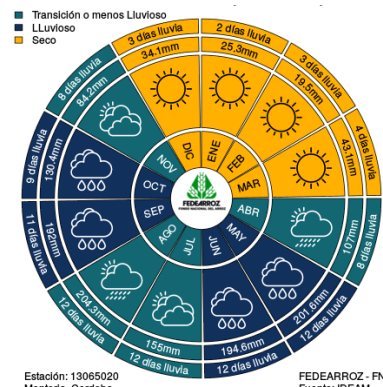 Transición o menos Lluvioso
LLuvioso
Seco
2 días lluvia
25.3mm
ENE
3 días lluvia
19.5mm
FEB
4 días lluvia
43.1mm
MAR
8 días lluvia
107mm
ABR
12 días lluvia
201.6mm
MAY
12 días lluvia
194.6mm
JUN
12 días lluvia
155mm
JUL
12 días lluvia
204.3mm
AGO
11 días lluvia
192mm
SEP
9 días lluvia
130.4mm
OCT
8 días lluvia
84.2mm
NOV
3 días lluvia
34.1mm
DIC
FEDEARROZ
FONDO NACIONAL DEL ARROZ
Estación: 13065020
FEDEARROZ - FN